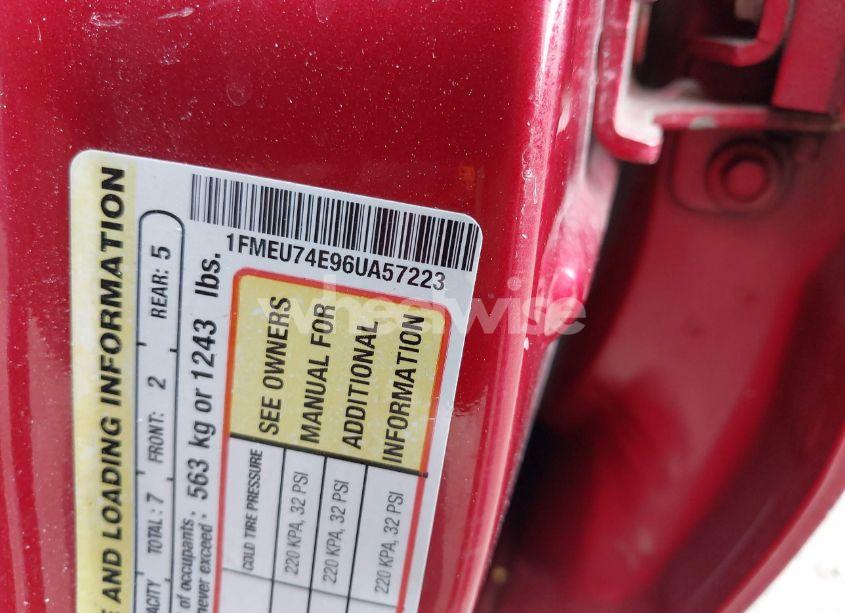 1FMEU74E96UA57223
E AND LOADING INFORMATION
ACITY TOTAL: 7 FRONT: 2 REAR: 5
of occupants
never exceed: 563 kg or 1243 lbs.
COLD TIRE PRESSURE
220 KPA, 32 PSI
220 KPA, 32 PSI
220 KPA, 32 PSI
SEE OWNERS
MANUAL FOR
ADDITIONAL
INFORMATION
wheelwise